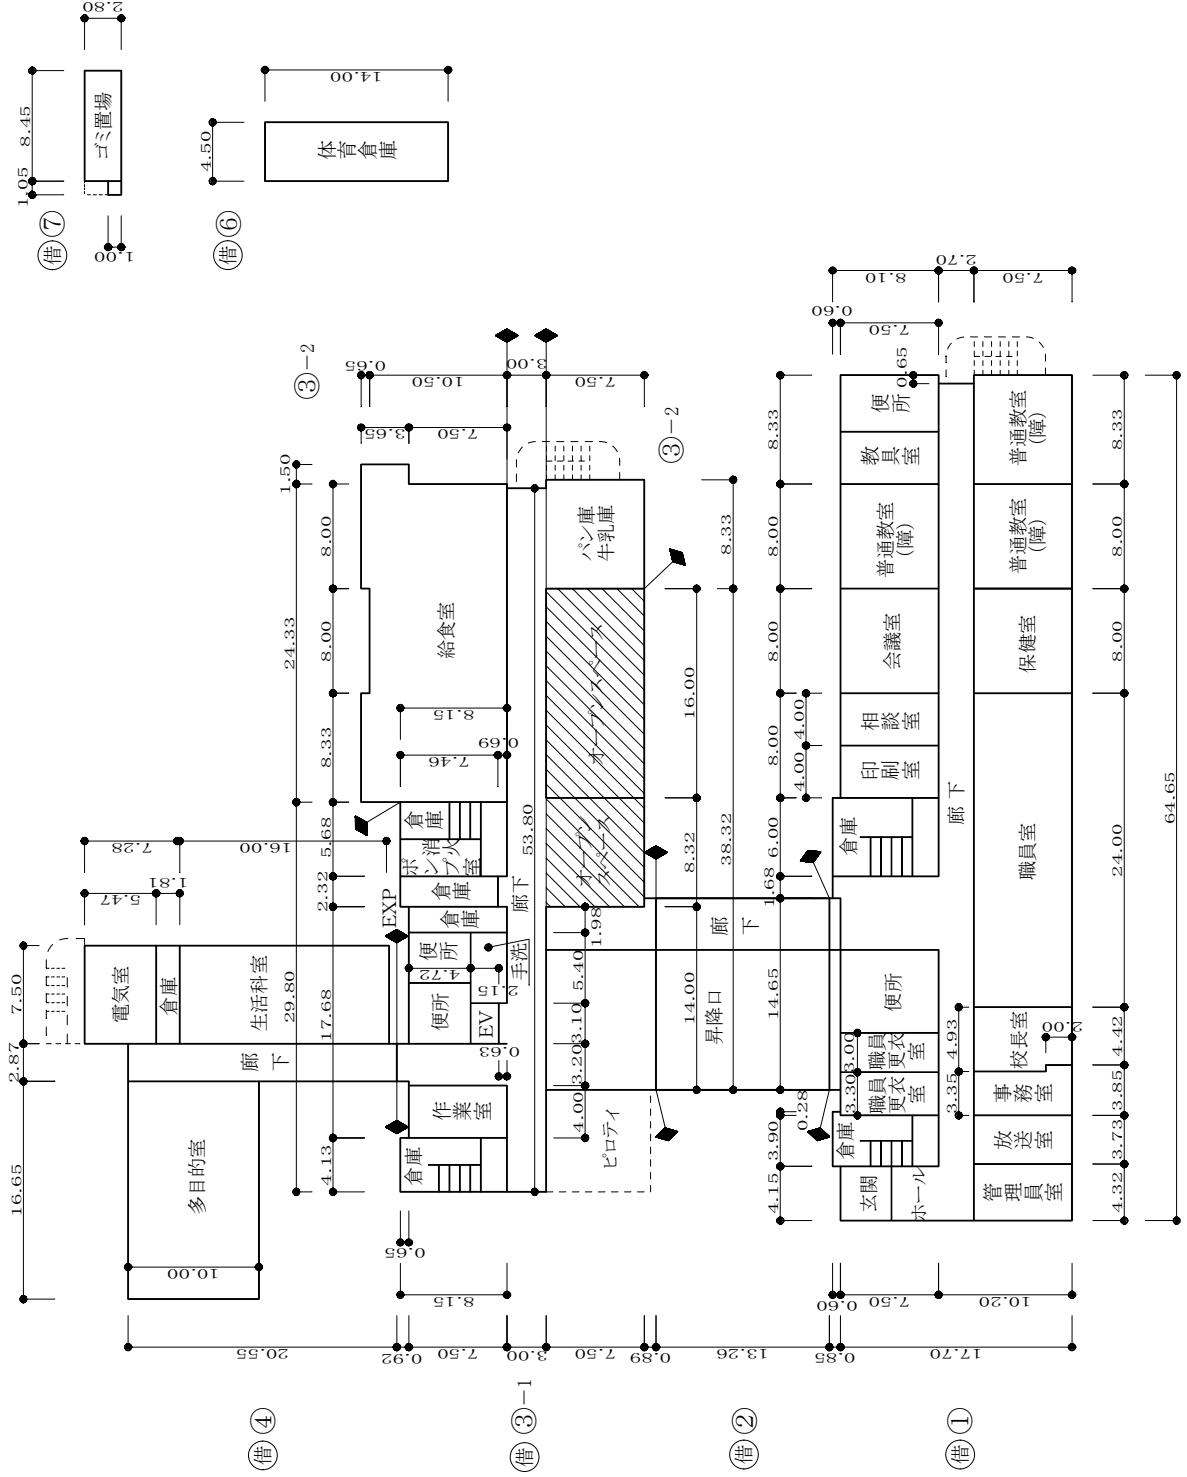 2.80
8.45
1.05
ゴミ置場
借⑦
1.00
14.00
4.50
体育倉庫
借⑥
8.10
2.70
7.50
0.60
7.50
0.65
③-2
0.65
10.50
3.00
7.50
3.65
7.50
③-2
1.50
24.33
8.00
8.00
8.33
5.68
2.32
給食室
8.15
7.46
0.69
パン庫
牛乳庫
オープンスペース
オープン
スペース
53.80
廊下
倉庫
消火
ポンプ
室
倉庫
倉庫
便所
便所
手洗
4.72
2.15
EV
0.63
EXP
7.28
16.00
5.47
1.81
7.50
2.87
16.65
電気室
倉庫
生活科室
廊下
多目的室
10.00
29.80
17.68
4.13
作業室
倉庫
0.65
8.15
1.98
5.40
3.10
3.20
4.00
ピロティ
8.33
38.32
16.00
8.32
14.00
昇降口
廊下
14.65
1.68
8.33
8.00
8.00
8.00
4.00
4.00
6.00
便所
教具室
普通教室
(障)
会議室
相談室
印刷室
倉庫
廊下
普通教室
(障)
普通教室
(障)
保健室
職員室
便所
職員
更衣
室
職員
更衣
室
3.00
3.30
4.93
3.35
校長室
2.00
事務室
放送室
管理員室
倉庫
玄関
ホール
0.28
3.90
4.15
8.33
8.00
8.00
24.00
4.42
3.85
3.73
4.32
64.65
0.60
7.50
10.20
20.55
0.92
7.50
3.00
7.50
0.89
13.26
0.85
17.70
借④
借③-1
借②
借①